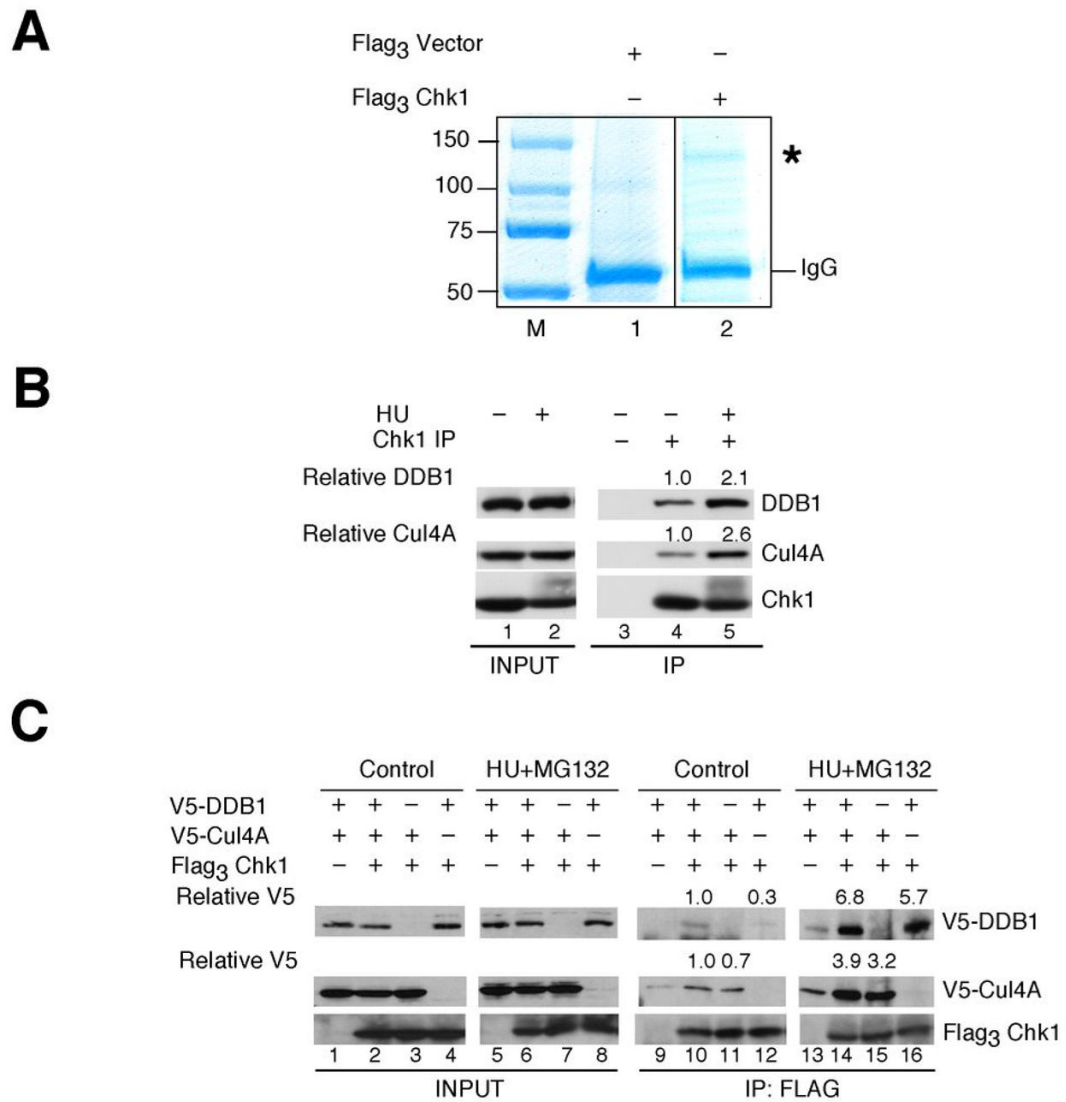 A
Flag3 Vector + −
Flag3 Chk1 − +
150
*
100
75
IgG
50
M 1 2
B
HU − + − − +
Chk1 IP − + +
Relative DDB1 1.0 2.1
DDB1
Relative Cul4A 1.0 2.6
Cul4A
Chk1
1 2 3 4 5
INPUT IP
C
Control HU+MG132 Control HU+MG132
V5-DDB1 + + − + + + − + + + − + + + − +
V5-Cul4A + + + − + + + − + + + − + + + −
Flag3 Chk1 − + + + − + + + − + + + − + + +
Relative V5 1.0 0.3 6.8 5.7
V5-DDB1
Relative V5 1.0 0.7 3.9 3.2
V5-Cul4A
Flag3 Chk1
1 2 3 4 5 6 7 8 9 10 11 12 13 14 15 16
INPUT IP: FLAG